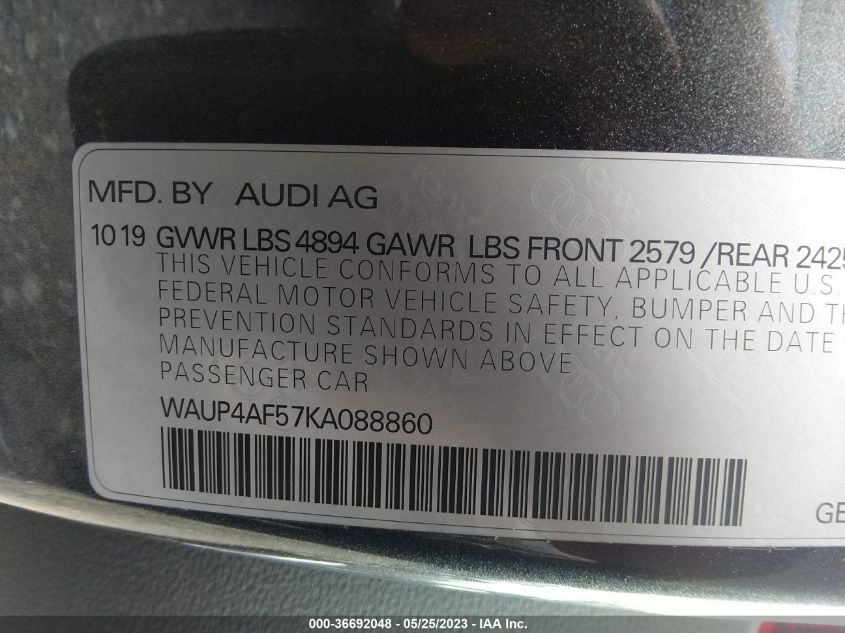 MFD. BY AUDI AG
1019 GVWR LBS 4894 GAWR LBS FRONT 2579 /REAR 2425
THIS VEHICLE CONFORMS TO ALL APPLICABLE U.S.
FEDERAL MOTOR VEHICLE SAFETY, BUMPER AND TH
PREVENTION STANDARDS IN EFFECT ON THE DATE
MANUFACTURE SHOWN ABOVE
PASSENGER CAR
WAUP4AF57KA088860
GE
000-36692048 - 05/25/2023 - IAA Inc.